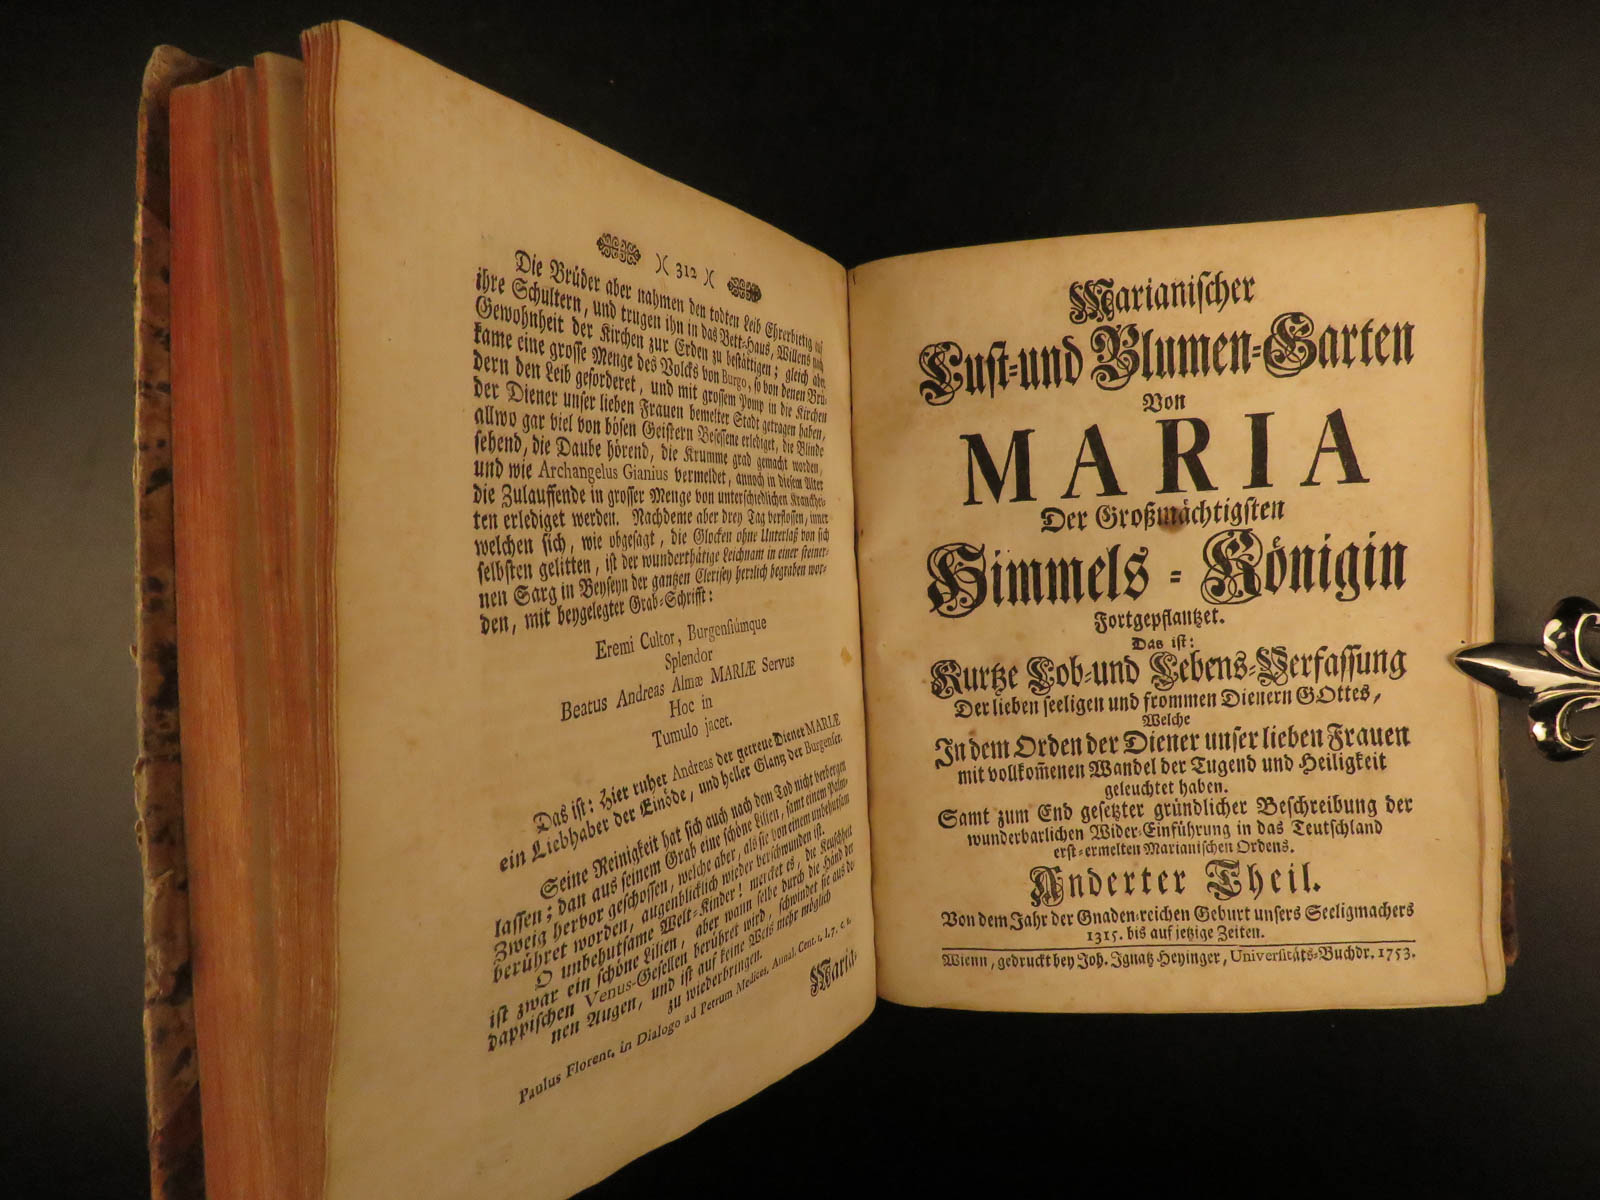 )( 312 )(
Die Brüder aber nahmen den todten Leib Ehrerbietig auf
ihre Schultern, und trugen ihn in das Bett-Haus, Willens nach
Gewohnheit der Kirchen zur Erden zu bestättigen; gleich aber
kame eine grosse Menge des Volcks von Burgo, so von denen Brü-
dern den Leib geforderet, und mit grossem Pomp in die Kirchen
der Diener unser lieben Frauen bemelter Stadt getragen haben,
allwo gar viel von bösen Geistern Besessene erlediget, die Blinde
sehend, die Daube hörend, die Krumme grad gemacht worden,
und wie Archangelus Gianius vermeldet, annoch in diesem Alter
die Zulauffende in grosser Menge von unterschiedlichen Kranckhei-
ten erlediget werden. Nachdeme aber drey Tag verflossen, inner
welchen sich, wie obgesagt, die Glocken ohne Unterlaß von sich
selbsten gelitten, ist der wunderthätige Leichnam in einer steiner-
nen Sarg in Beyseyn der gantzen Clerisey herrlich begraben wor-
den, mit beygelegter Grab-Schrifft:
Eremi Cultor, Burgensiúmque
Splendor
Beatus Andreas Almæ MARIÆ Servus
Hoc in
Tumulo jacet.
Das ist: Hier ruhet Andreas der getreue Diener MARIÆ
ein Liebhaber der Einöde, und heller Glantz der Burgenser.
Seine Reinigkeit hat sich auch nach dem Tod nicht verbergen
lassen; dan aus seinem Grab eine schöne Lilien, samt einem Palm-
Zweig herbor geschossen, welche aber, als sie von einem unbehutsam
berühret worden, augenblicklich wieder verschwunden ist.
O unbehutsame Welt-Kinder! mercket es, die Keuschheit
ist zwar ein schöne Lilien, aber wann selbe durch die Händ der
dappischen Venus-Gesellen berühret wird, schwindet sie aus de-
nen Augen, und ist auf keine Weis mehr möglich
zu wiederbringen.
Paulus Florent. in Dialogo ad Petrum Medices. Annal. Cent. 1. l. 7. c. 2.
Maria-
Marianischer
Lust-und Blumen-Garten
Von
MARIA
Der Großmächtigsten
Himmels-Königin
Fortgepflantzet.
Das ist:
Kurtze Lob-und Lebens-Verfassung
Der lieben seeligen und frommen Dienern GOttes,
Welche
In dem Orden der Diener unser lieben Frauen
mit vollkom̄enen Wandel der Tugend und Heiligkeit
geleuchtet haben.
Samt zum End gesetzter gründlicher Beschreibung der
wunderbarlichen Wider-Einführung in das Teutschland
erst-ermelten Marianischen Ordens.
Anderter Theil.
Von dem Jahr der Gnaden-reichen Geburt unsers Seeligmachers
1315. bis auf jetzige Zeiten.
Wienn, gedruckt bey Joh. Ignatz Heyinger, Universitäts-Buchdr. 1753.